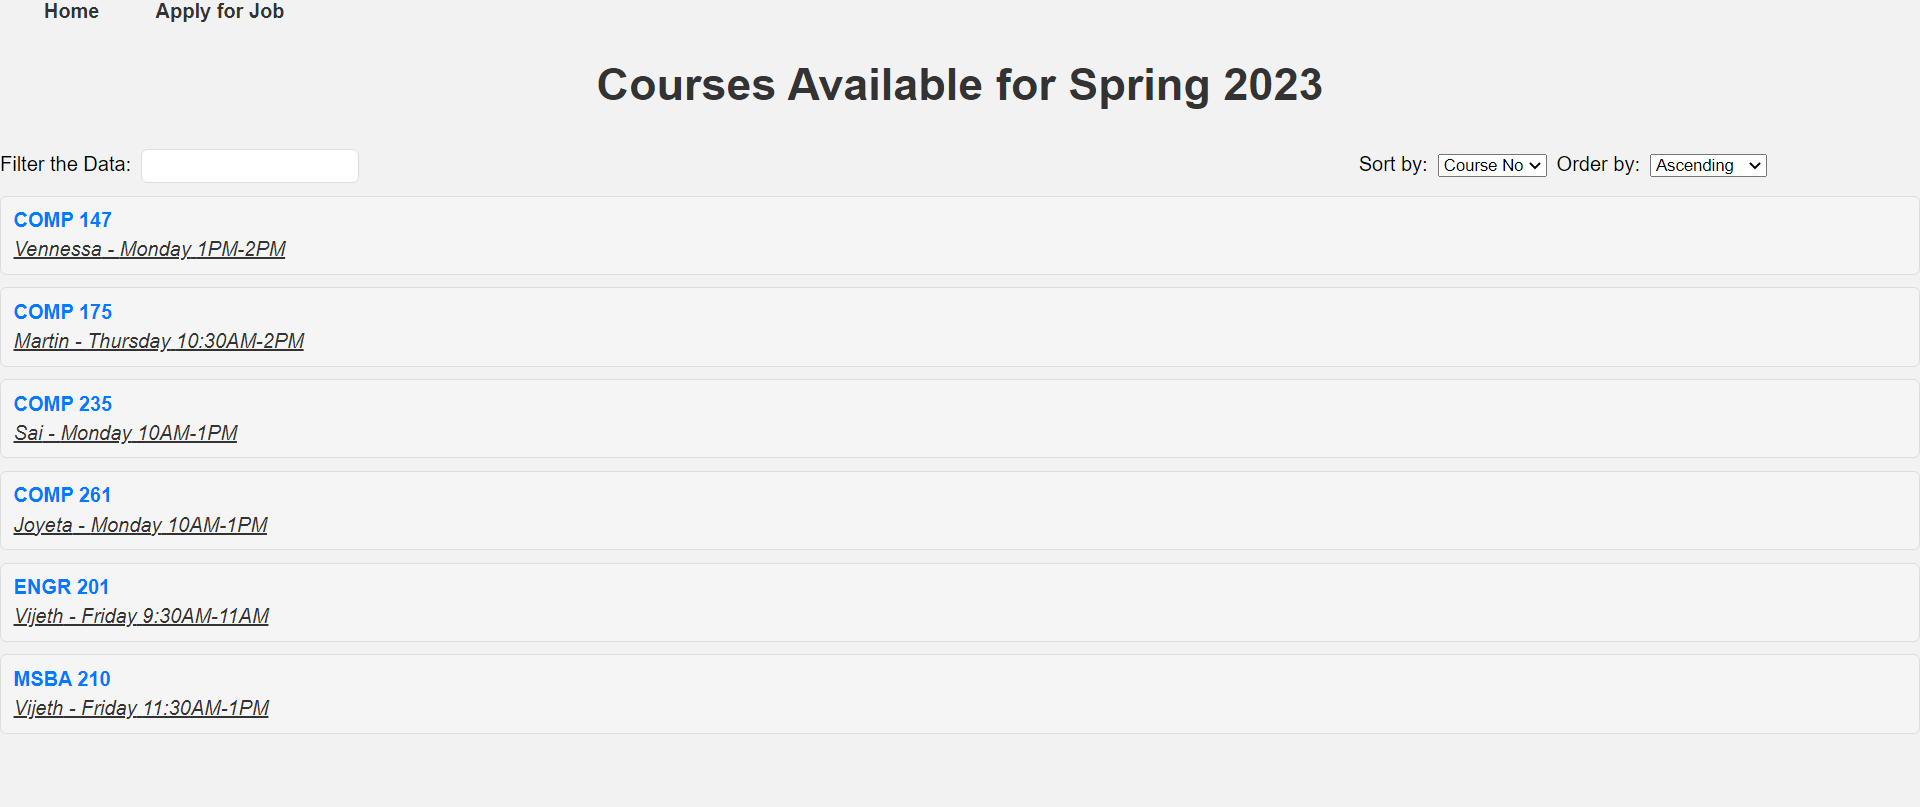 Home Apply for Job
Courses Available for Spring 2023
Filter the Data: Sort by: Course No Order by: Ascending
COMP 147
Vennessa - Monday 1PM-2PM
COMP 175
Martin - Thursday 10:30AM-2PM
COMP 235
Sai - Monday 10AM-1PM
COMP 261
Joyeta - Monday 10AM-1PM
ENGR 201
Vijeth - Friday 9:30AM-11AM
MSBA 210
Vijeth - Friday 11:30AM-1PM